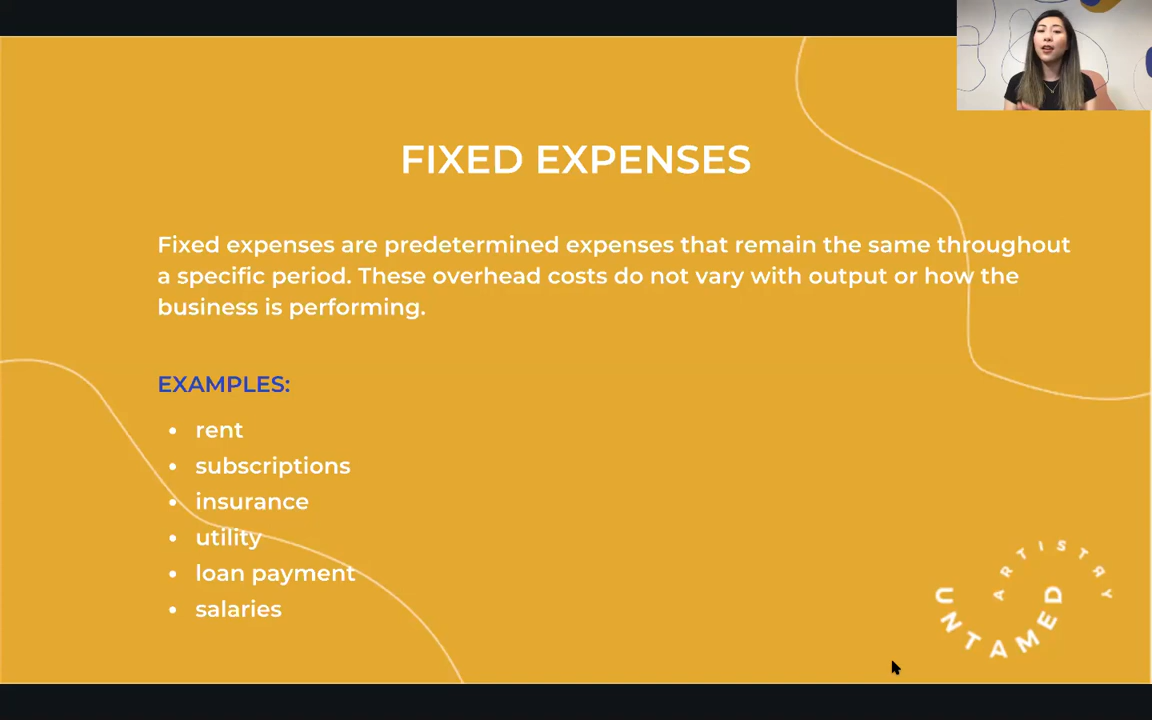 FIXED EXPENSES
Fixed expenses are predetermined expenses that remain the same throughout
a specific period. These overhead costs do not vary with output or how the
business is performing.
EXAMPLES:
• rent
• subscriptions
• insurance
• utility
• loan payment
• salaries
UNTAMED
ARTISTRY